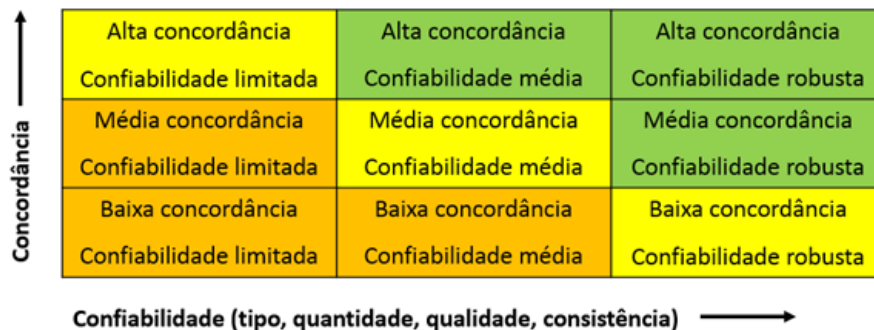 Concordância
Alta concordância
Confiabilidade limitada
Alta concordância
Confiabilidade média
Alta concordância
Confiabilidade robusta
Média concordância
Confiabilidade limitada
Média concordância
Confiabilidade média
Média concordância
Confiabilidade robusta
Baixa concordância
Confiabilidade limitada
Baixa concordância
Confiabilidade média
Baixa concordância
Confiabilidade robusta
Confiabilidade (tipo, quantidade, qualidade, consistência)